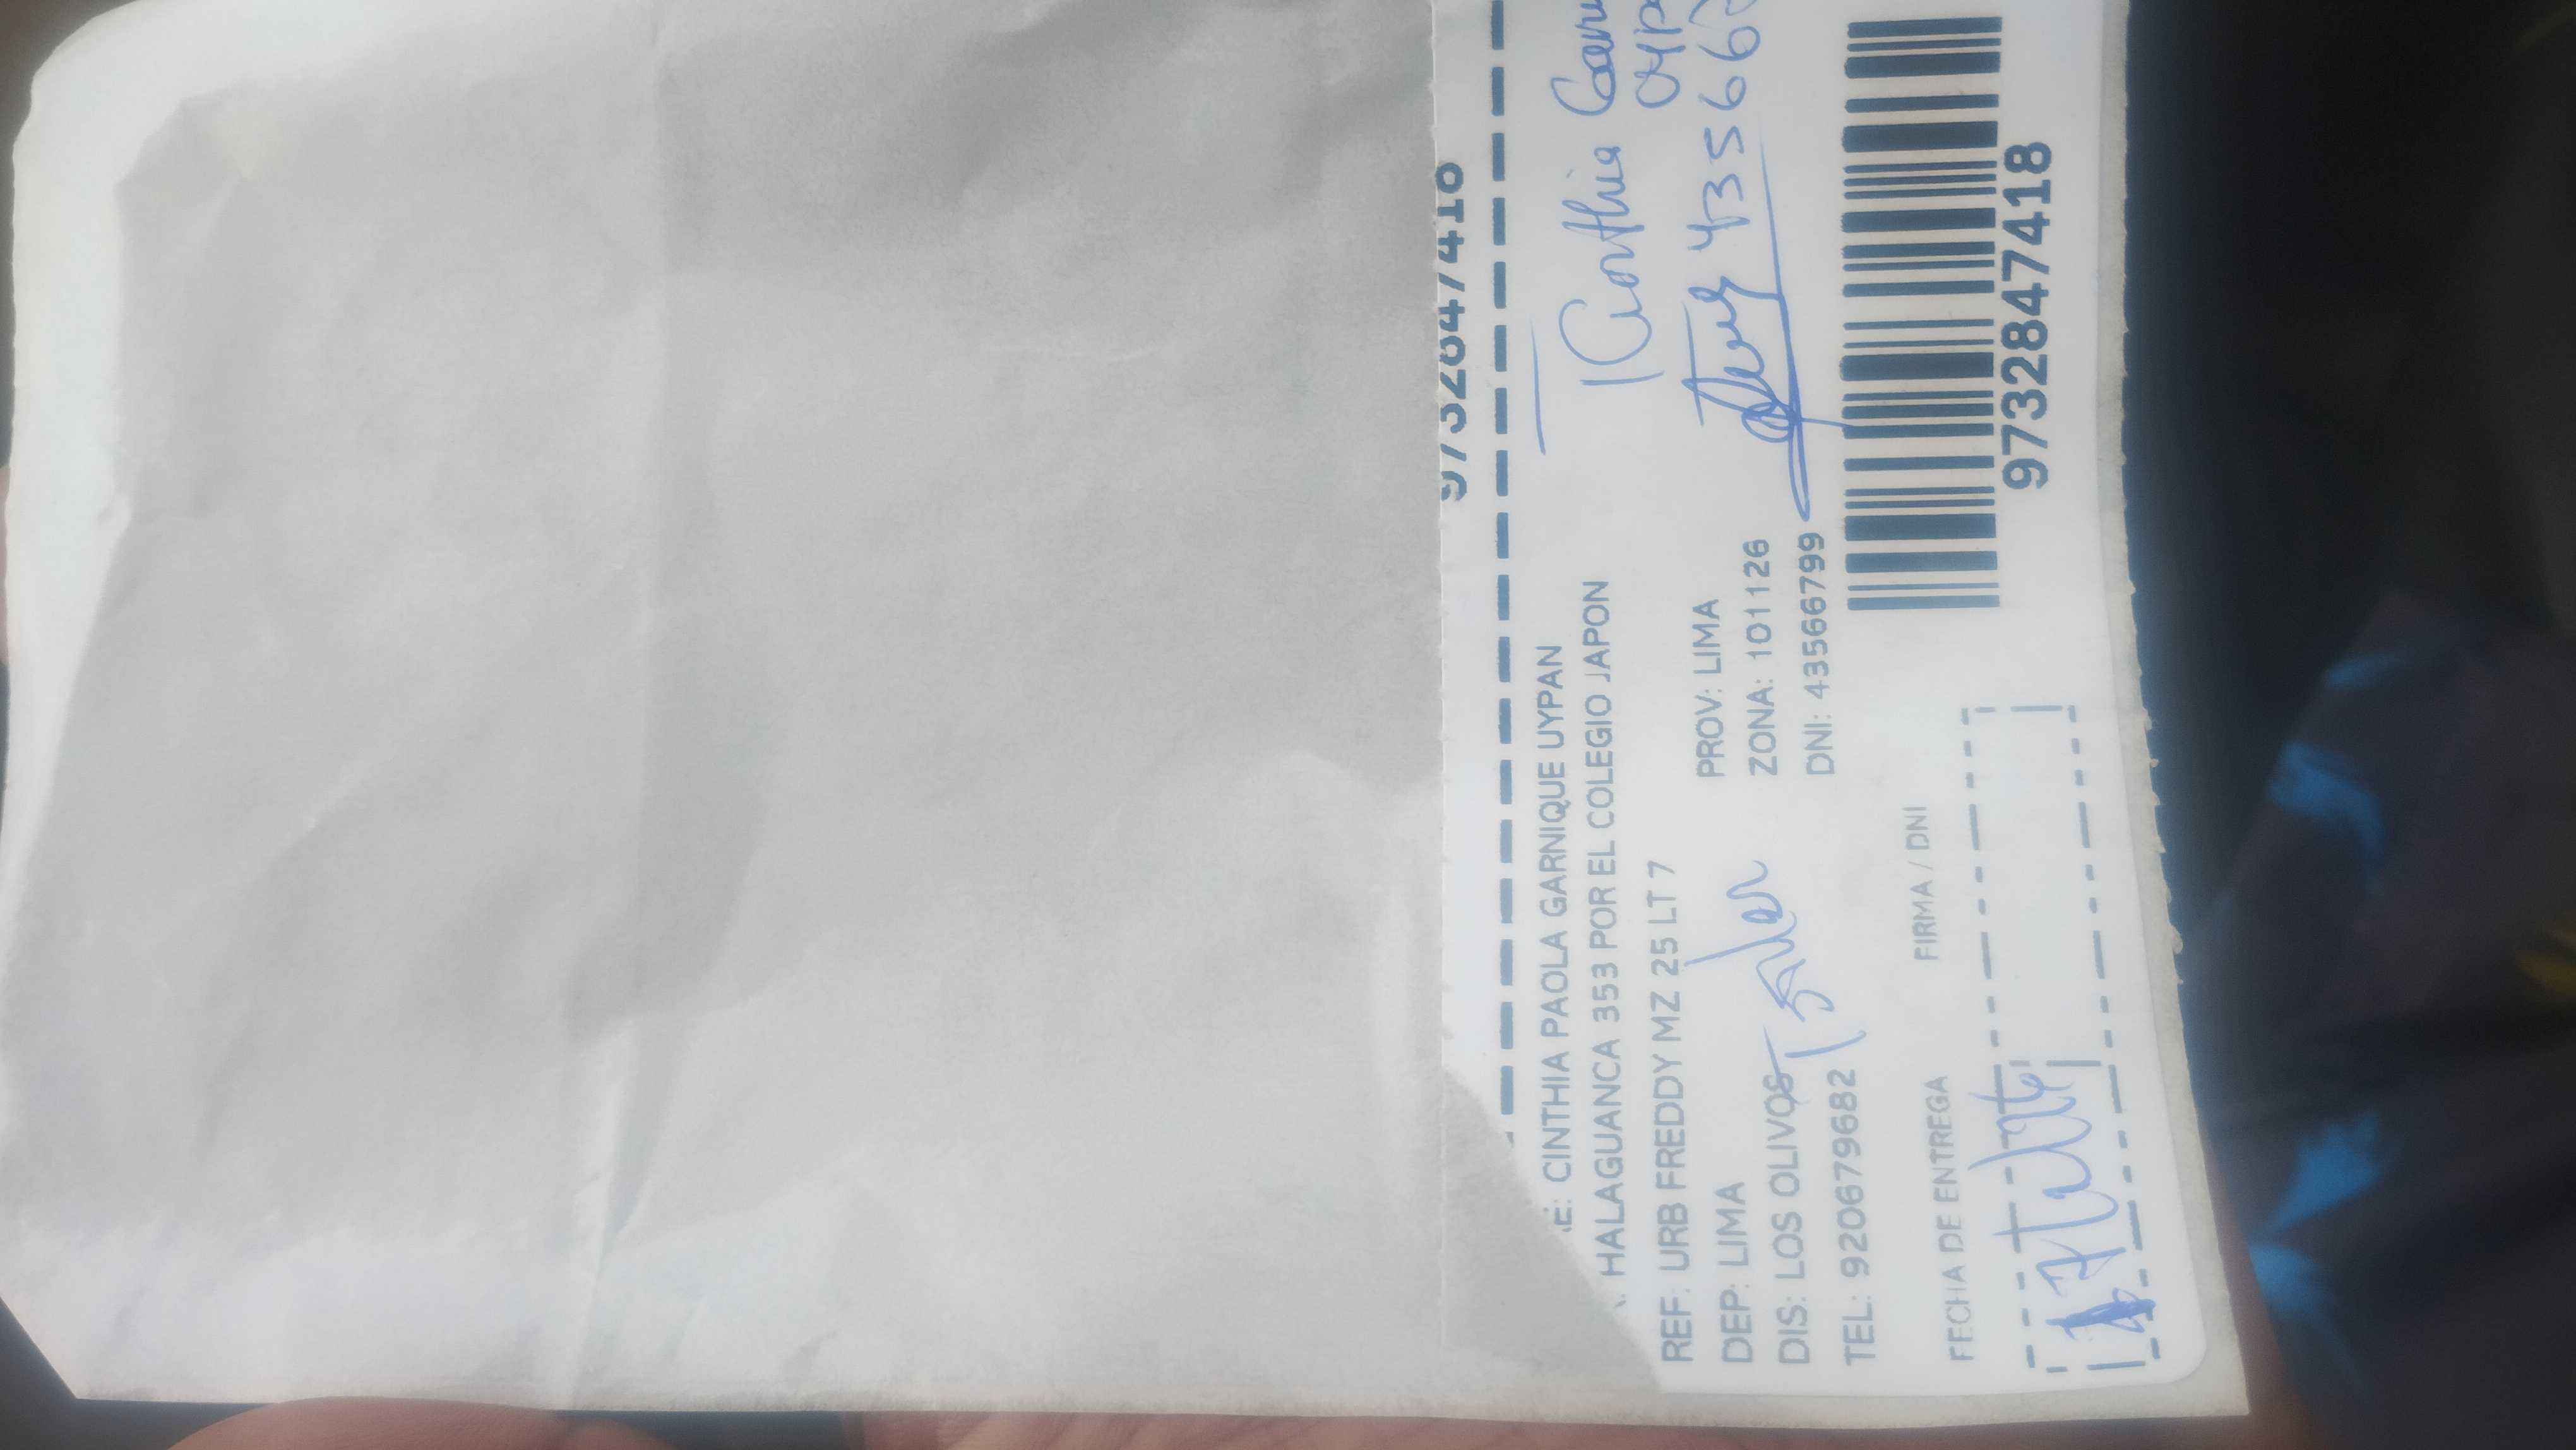 9732847418
E: CINTHIA PAOLA GARNIQUE UYPAN
HALAGUANCA 353 POR EL COLEGIO JAPON
REF: URB FREDDY MZ 25 LT 7
DEP: LIMA PROV: LIMA
DIS: LOS OLIVOS ZONA: 101126
TEL: 920679682 DNI: 43566799
Cinthia
435667
FECHA DE ENTREGA FIRMA / DNI
9732847418